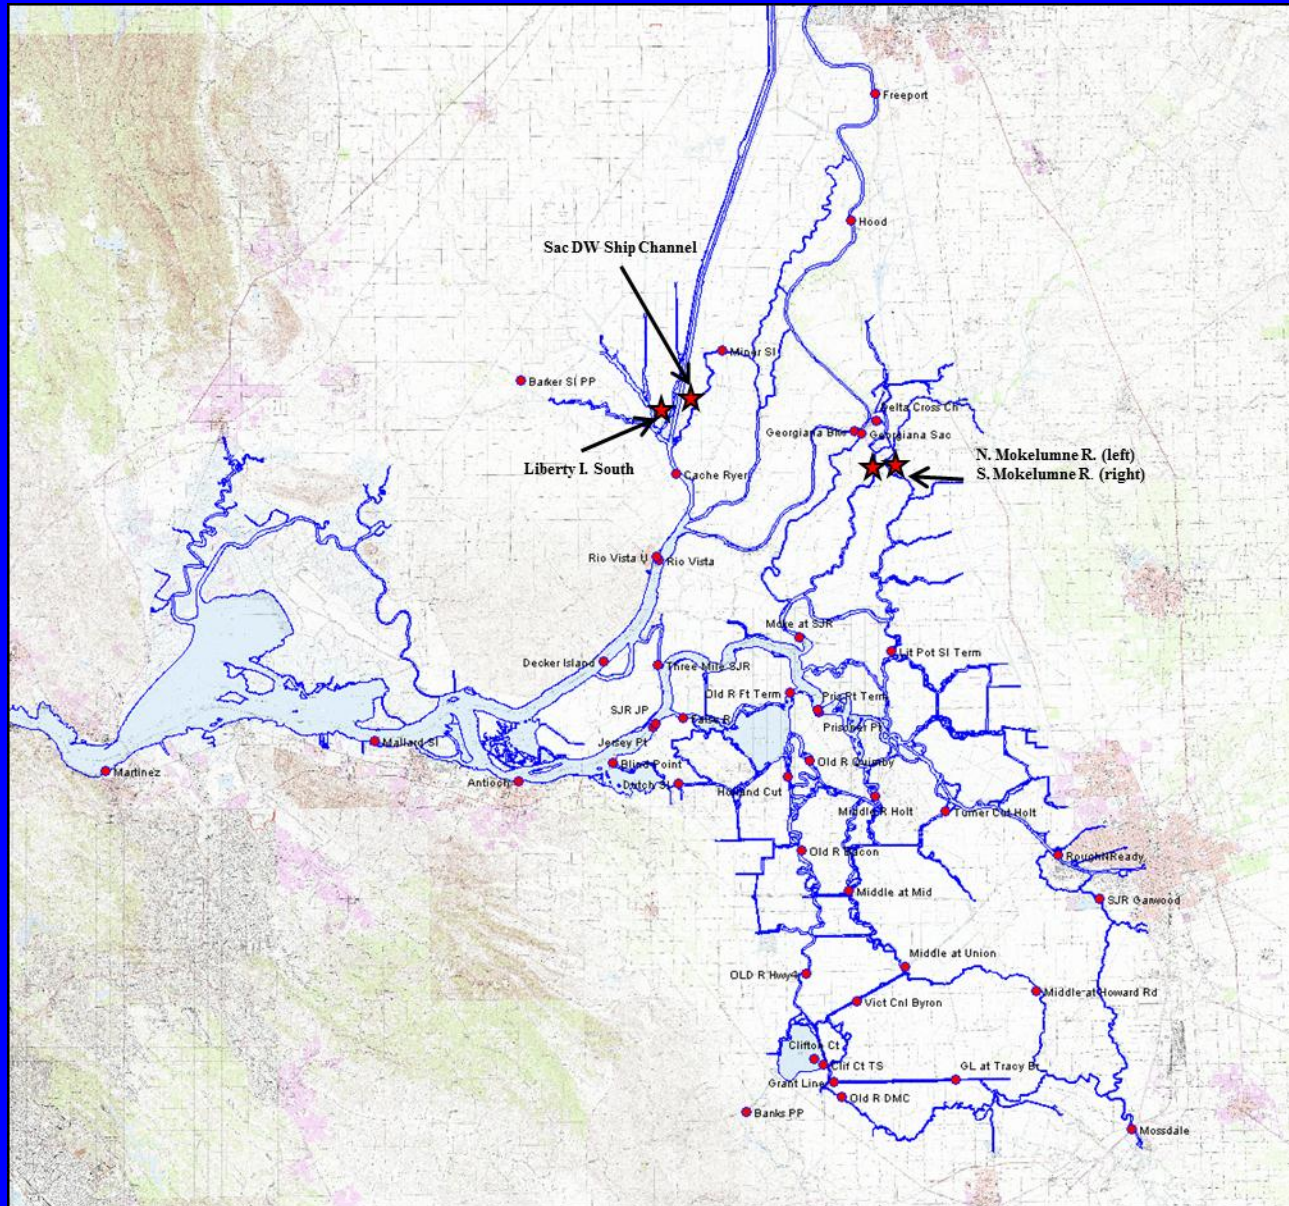 Freeport
Hood
Sac DW Ship Channel
Miner Sl
Barker Sl PP
Delta Cross Ch
Georgiana Blw
Georgiana Sac
N. Mokelumne R. (left)
S. Mokelumne R. (right)
Liberty I. South
Cache Ryer
Rio Vista U
Rio Vista
Moke at SJR
Lit Pot Sl Term
Decker Island
Three Mile SJR
Old R Ft Term
Pris Pt Term
SJR JP
False R
Prisoner Pt
Jersey Pt
Mallard Sl
Martinez
Blind Point
Old R Quimby
Antioch
Dutch Sl
Holland Cut
Middle R Holt
Turner Cut Holt
Old R Bacon
RoughNReady
Middle at Mid
SJR Garwood
Middle at Union
OLD R Hwy4
Middle at Howard Rd
Vict Cnl Byron
Clifton Ct
Clif Ct TS
GL at Tracy Br
Grant Line
Old R DMC
Banks PP
Mossdale